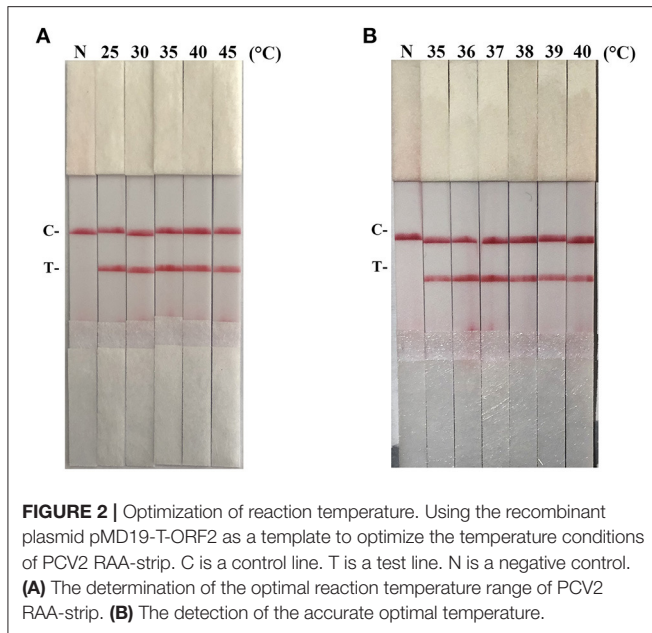 A
B
N 25 30 35 40 45 (°C)
N 35 36 37 38 39 40 (°C)
C-
T-
C-
T-
FIGURE 2 | Optimization of reaction temperature. Using the recombinant
plasmid pMD19-T-ORF2 as a template to optimize the temperature conditions
of PCV2 RAA-strip. C is a control line. T is a test line. N is a negative control.
(A) The determination of the optimal reaction temperature range of PCV2
RAA-strip. (B) The detection of the accurate optimal temperature.